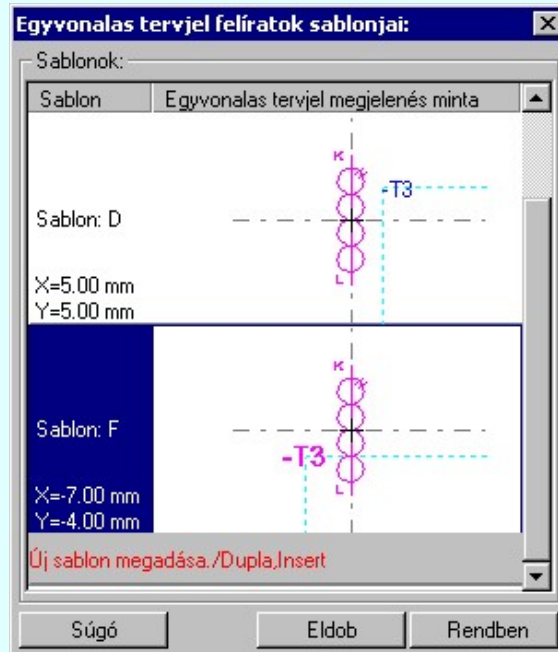 Egyvonalas tervjel felíratok sablonjai:
Sablonok:
Sablon Egyvonalas tervjel megjelenés minta
K
-T3
Sablon: D
L
X=5.00 mm
Y=5.00 mm
K
Sablon: F
-T3
L
X=-7.00 mm
Y=-4.00 mm
Új sablon megadása./Dupla,Insert
Súgó Eldob Rendben